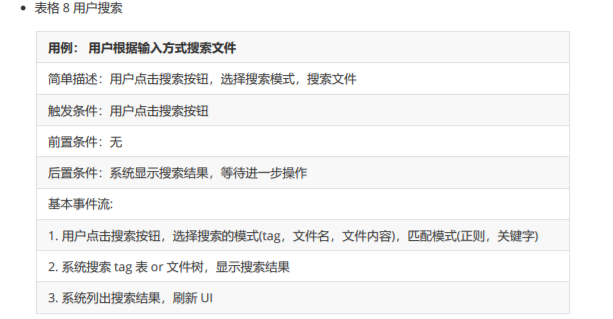 • 表格 8 用户搜索
用例： 用户根据输入方式搜索文件
简单描述：用户点击搜索按钮，选择搜索模式，搜索文件
触发条件：用户点击搜索按钮
前置条件：无
后置条件：系统显示搜索结果，等待进一步操作
基本事件流:
1. 用户点击搜索按钮，选择搜索的模式(tag，文件名，文件内容)，匹配模式(正则，关键字)
2. 系统搜索 tag 表 or 文件树，显示搜索结果
3. 系统列出搜索结果，刷新 UI